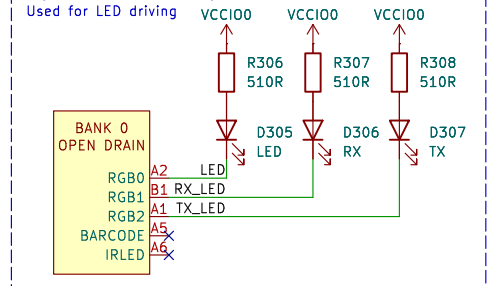 Used for LED driving
VCCIO0 VCCIO0 VCCIO0
R306 R307 R308
510R 510R 510R
BANK 0
OPEN DRAIN
D305 D306 D307
LED RX TX
RGB0 A2 LED
RGB1 B1 RX_LED
RGB2 A1 TX_LED
BARCODE A5
IRLED A6